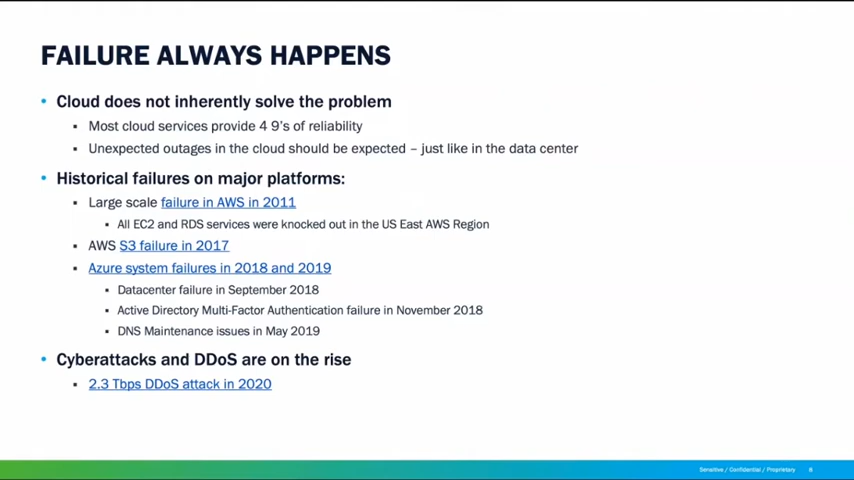 FAILURE ALWAYS HAPPENS
• Cloud does not inherently solve the problem
▪ Most cloud services provide 4 9's of reliability
▪ Unexpected outages in the cloud should be expected – just like in the data center
• Historical failures on major platforms:
▪ Large scale failure in AWS in 2011
▪ All EC2 and RDS services were knocked out in the US East AWS Region
▪ AWS S3 failure in 2017
▪ Azure system failures in 2018 and 2019
▪ Datacenter failure in September 2018
▪ Active Directory Multi-Factor Authentication failure in November 2018
▪ DNS Maintenance issues in May 2019
• Cyberattacks and DDoS are on the rise
▪ 2.3 Tbps DDoS attack in 2020
Sensitive / Confidential / Proprietary 8